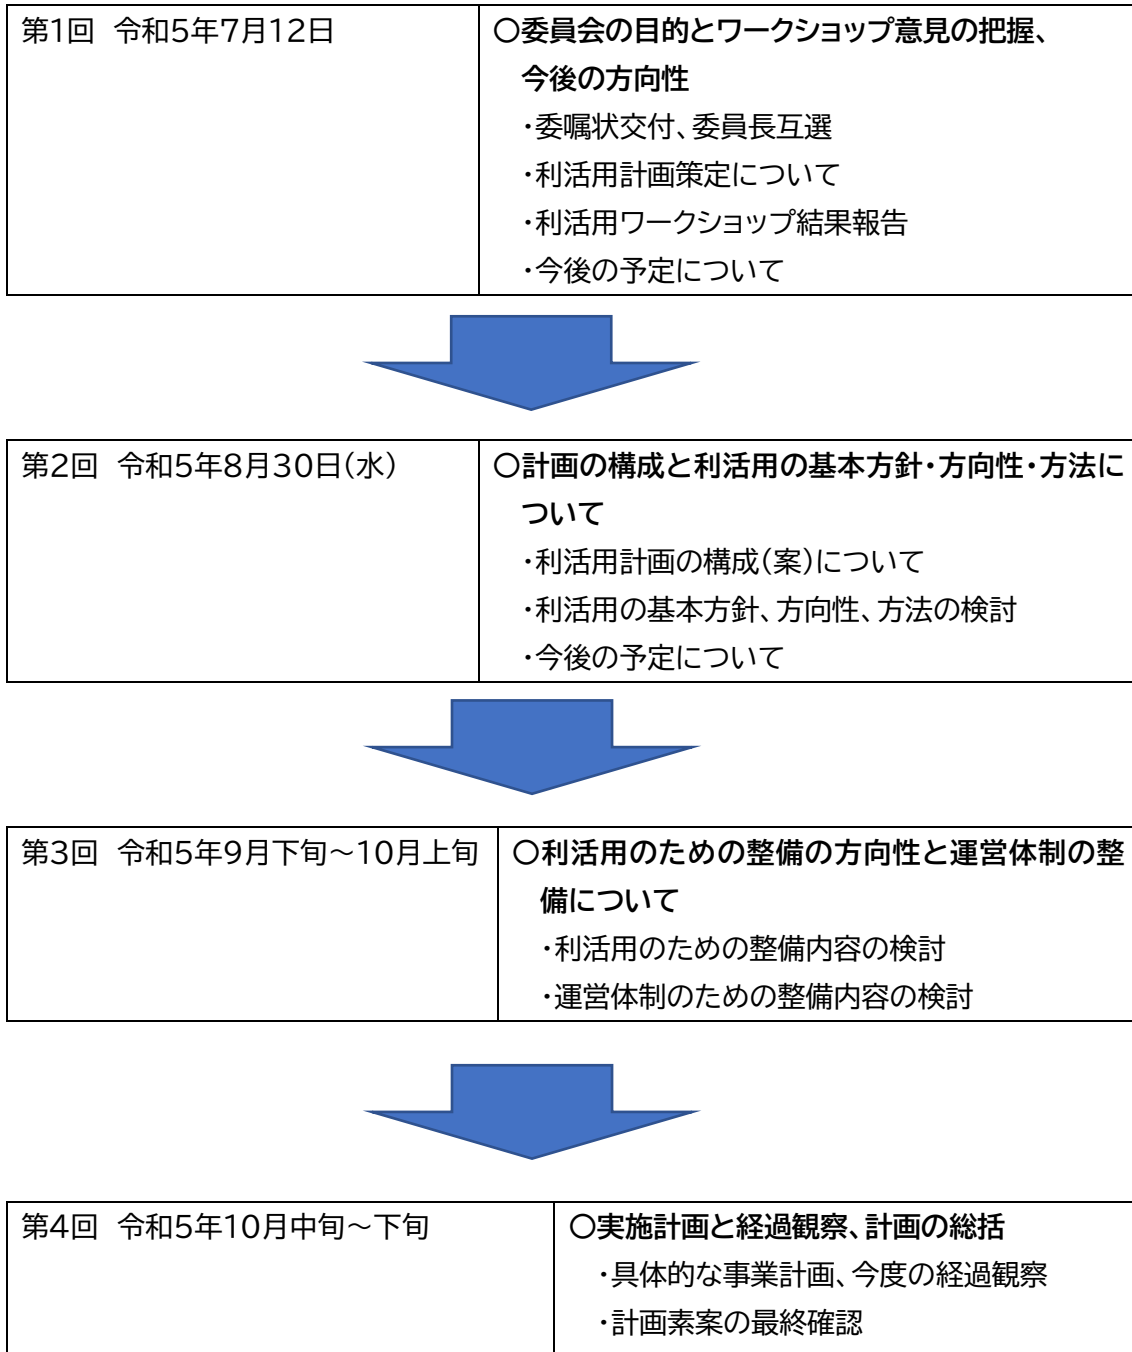 第1回 令和5年7月12日
〇委員会の目的とワークショップ意見の把握、
今後の方向性
・委嘱状交付、委員長互選
・利活用計画策定について
・利活用ワークショップ結果報告
・今後の予定について
第2回 令和5年8月30日(水)
〇計画の構成と利活用の基本方針・方向性・方法に
ついて
・利活用計画の構成(案)について
・利活用の基本方針、方向性、方法の検討
・今後の予定について
第3回 令和5年9月下旬~10月上旬
〇利活用のための整備の方向性と運営体制の整
備について
・利活用のための整備内容の検討
・運営体制のための整備内容の検討
第4回 令和5年10月中旬~下旬
〇実施計画と経過観察、計画の総括
・具体的な事業計画、今度の経過観察
・計画素案の最終確認